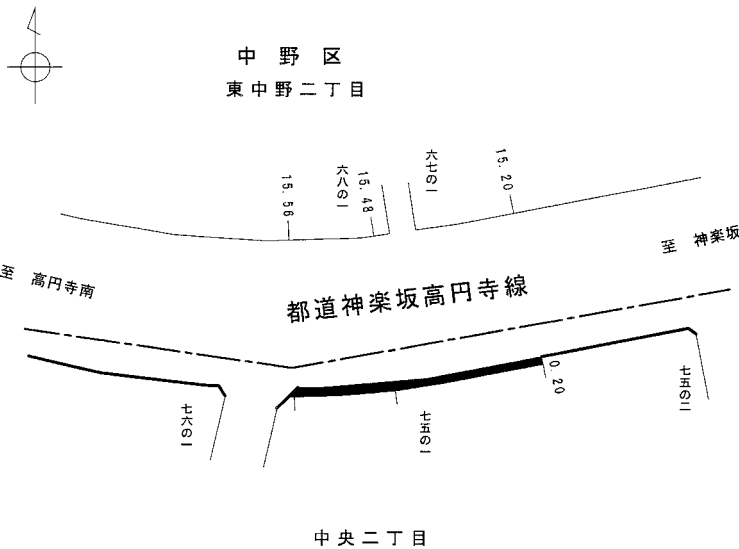 中野区
東中野二丁目
15.56
六八の一
15.48
六七の一
15.20
至 高円寺南
至 神楽坂
都道神楽坂高円寺線
0.20
七六の一
七五の一
七五の二
中央二丁目